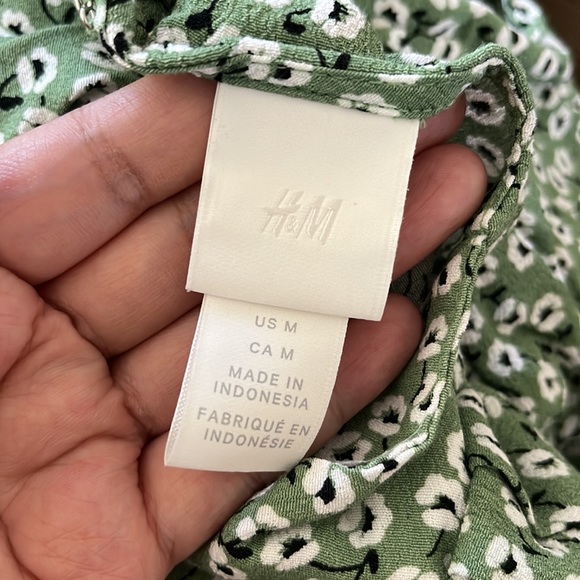 H&M
US M
CA M
MADE IN
INDONESIA
FABRIQUÉ EN
INDONÉSIE